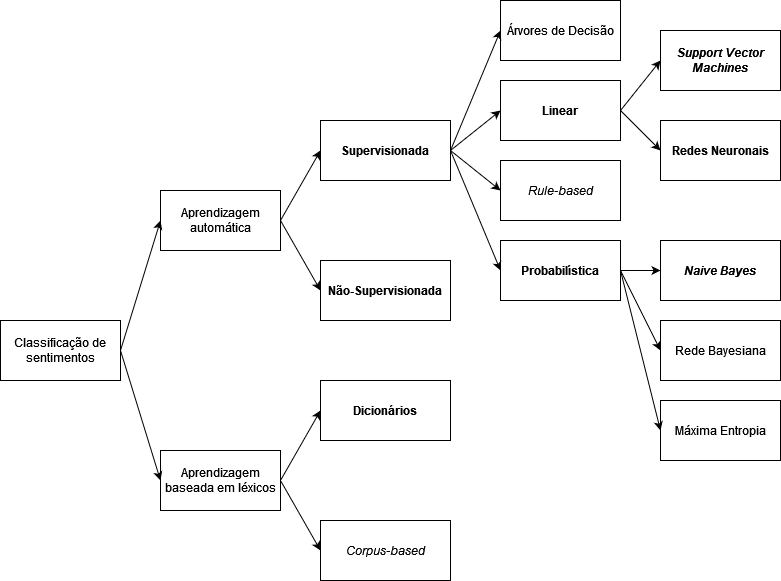 Árvores de Decisão
Support Vector
Machines
Linear
Supervisionada
Redes Neuronais
Rule-based
Aprendizagem
automática
Probabilística
Naive Bayes
Não-Supervisionada
Classificação de
sentimentos
Rede Bayesiana
Dicionários
Máxima Entropia
Aprendizagem
baseada em léxicos
Corpus-based